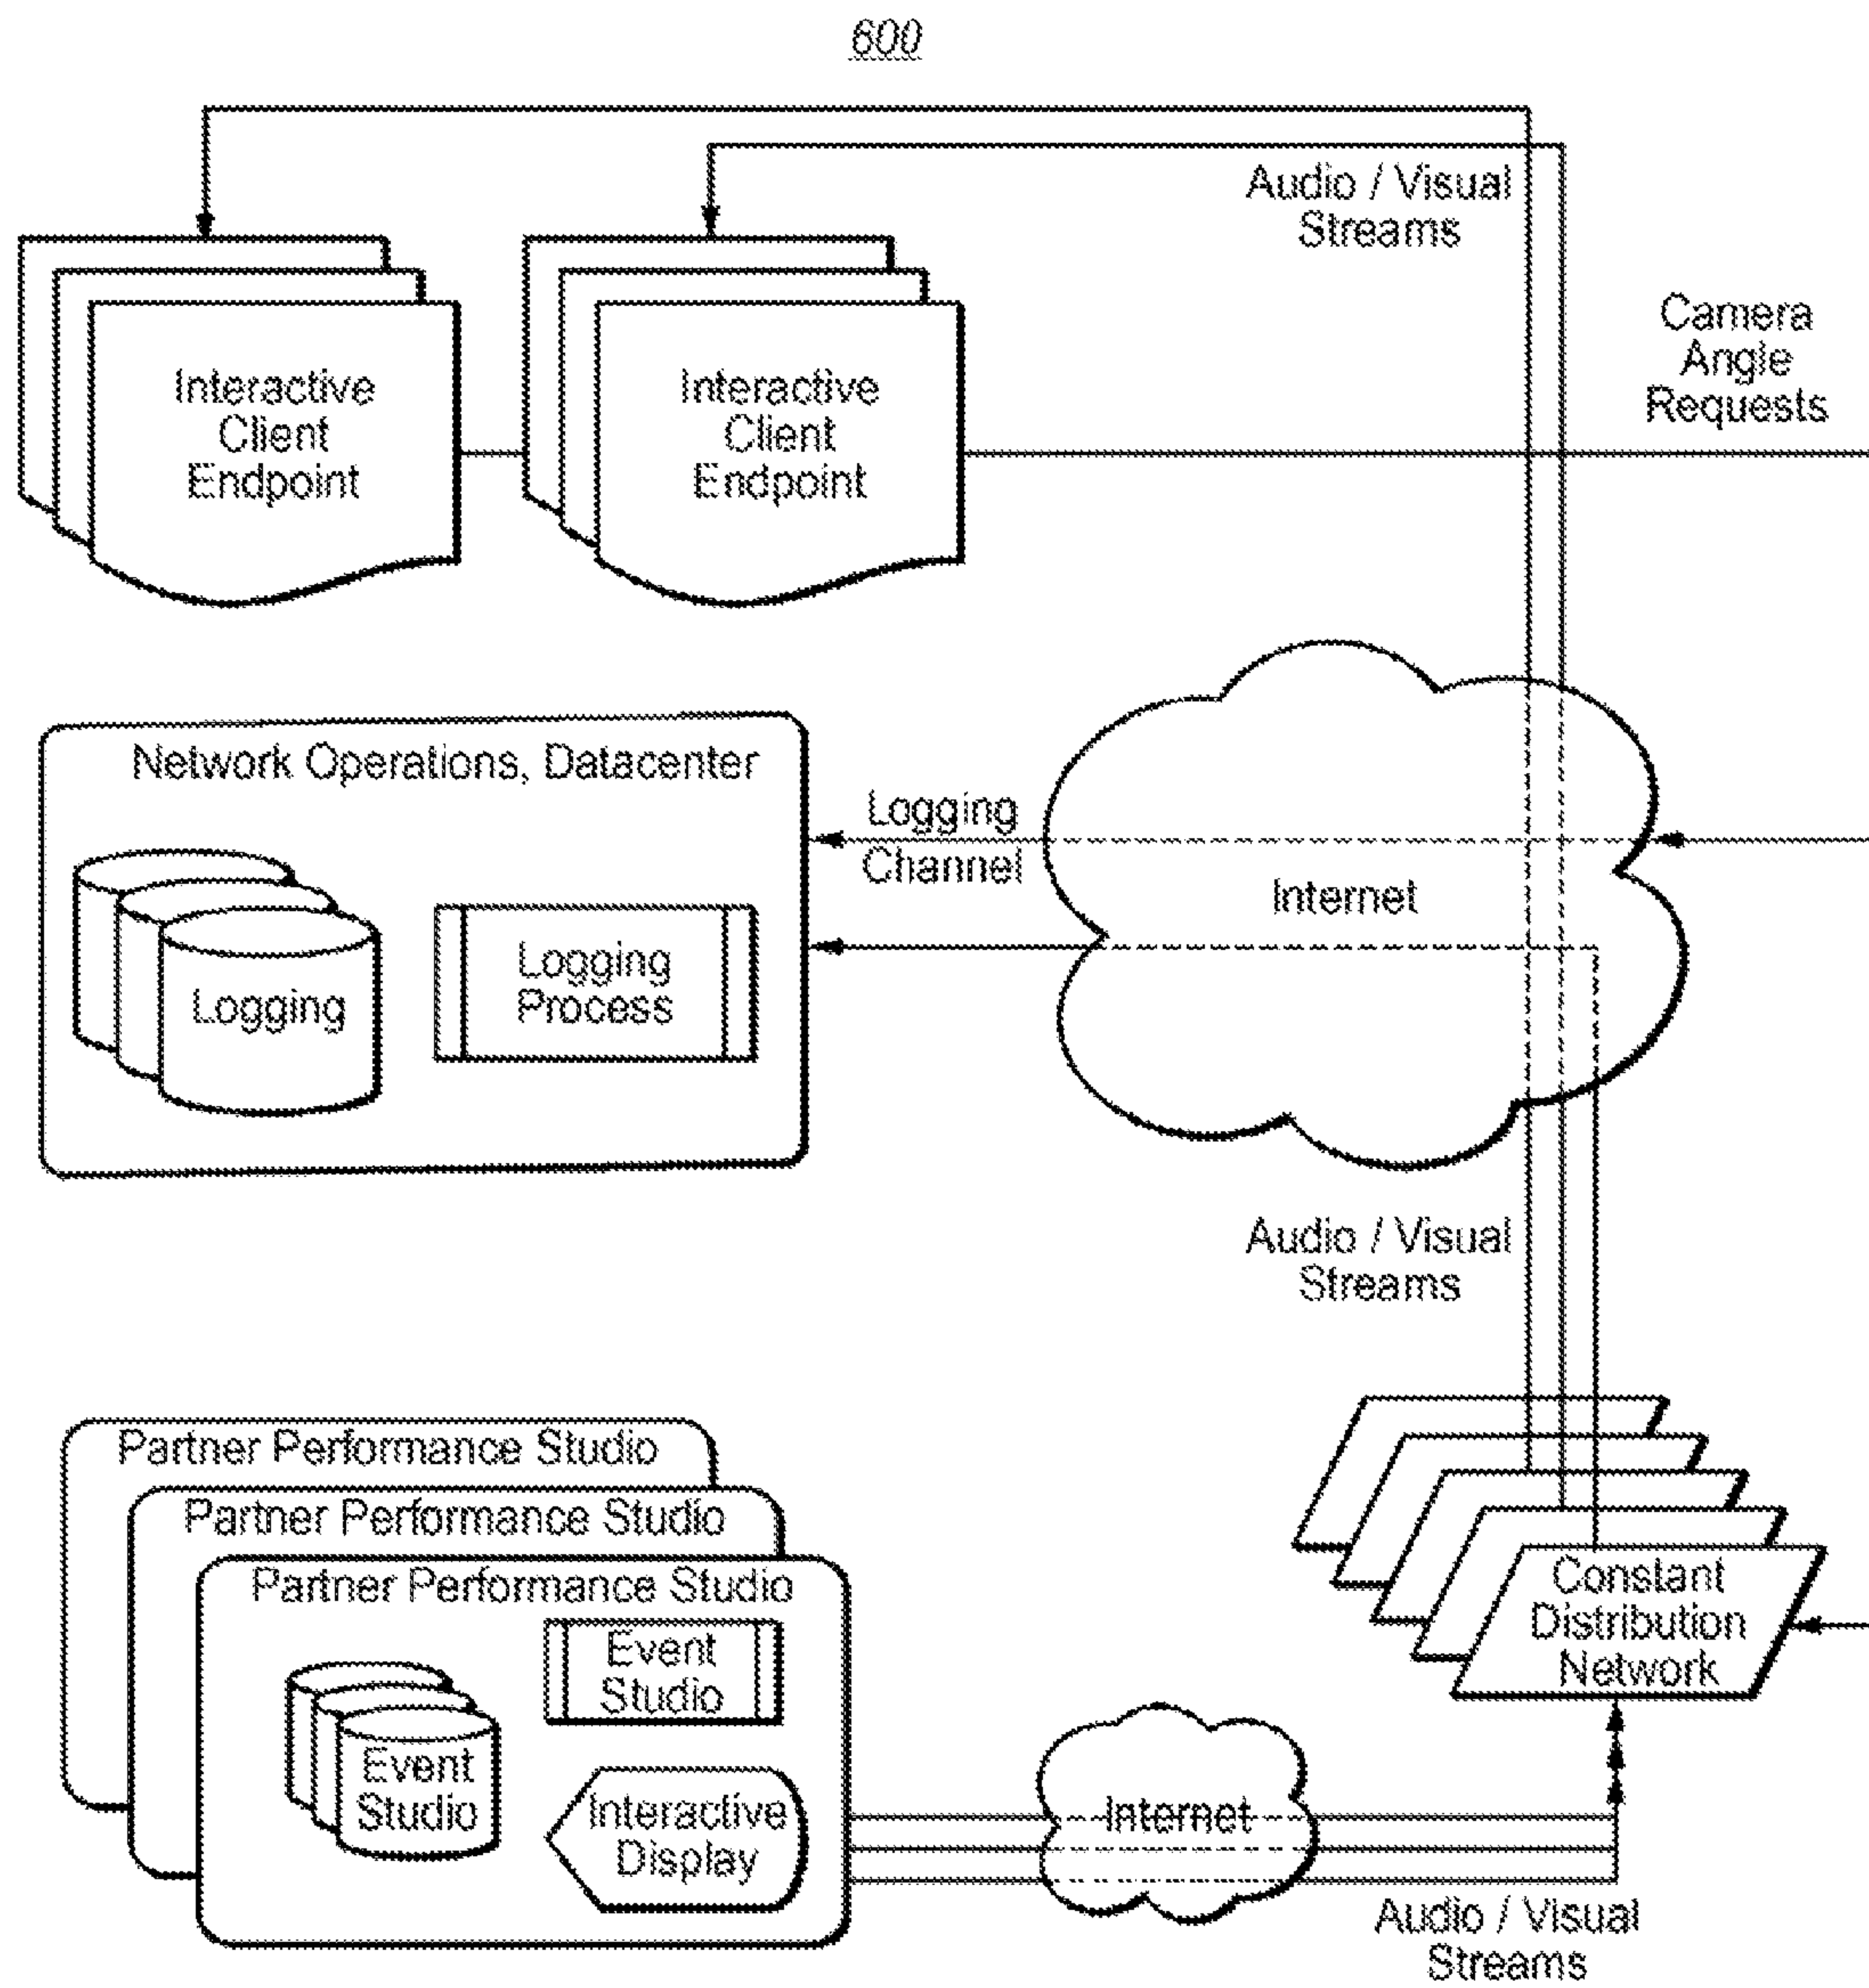 600
Audio / Visual
Streams
Camera
Angle
Requests
Interactive
Client
Endpoint
Interactive
Client
Endpoint
Network Operations, Datacenter
Logging
Channel
Internet
Logging
Process
Logging
Audio / Visual
Streams
Partner Performance Studio
Partner Performance Studio
Partner Performance Studio
Constant
Distribution
Network
Event
Studio
Event
Studio
Interactive
Display
Internet
Audio / Visual
Streams